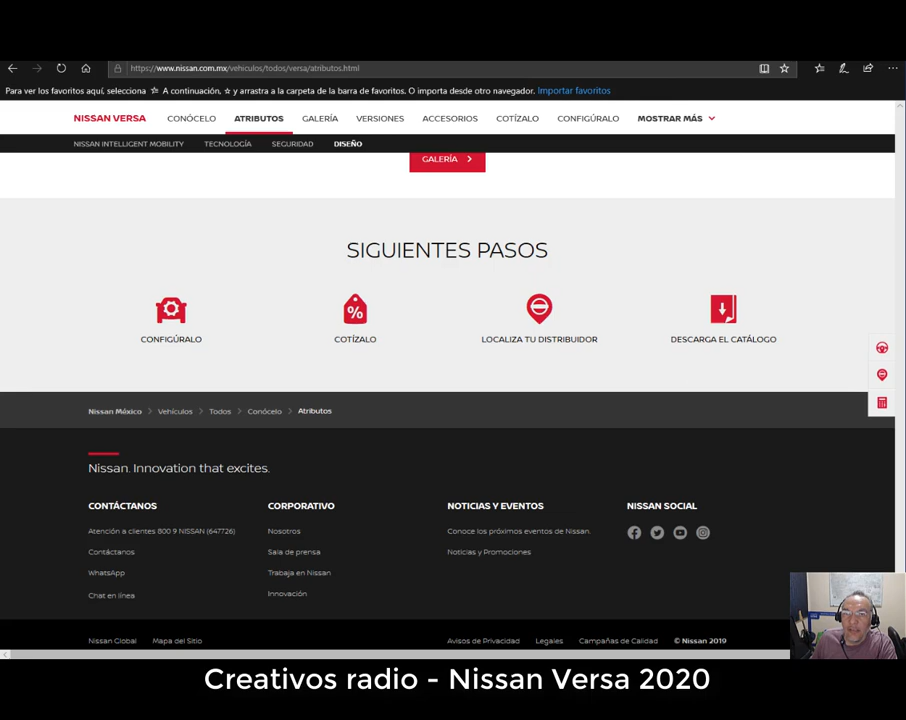 https://www.nissan.com.mx/vehiculos/todos/versa/atributos.html
Para ver los favoritos aquí, selecciona A continuación, y arrastra a la carpeta de la barra de favoritos. O importa desde otro navegador. Importar favoritos
NISSAN VERSA CONÓCELO ATRIBUTOS GALERÍA VERSIONES ACCESORIOS COTÍZALO CONFIGÚRALO MOSTRAR MÁS
NISSAN INTELLIGENT MOBILITY TECNOLOGÍA SEGURIDAD DISEÑO
GALERÍA
SIGUIENTES PASOS
%
CONFIGÚRALO COTÍZALO LOCALIZA TU DISTRIBUIDOR DESCARGA EL CATÁLOGO
Nissan México Vehículos Todos Conócelo Atributos
Nissan. Innovation that excites.
CONTÁCTANOS CORPORATIVO NOTICIAS Y EVENTOS NISSAN SOCIAL
Atención a clientes 800 9 NISSAN (647726) Nosotros Conoce los próximos eventos de Nissan.
Contáctanos Sala de prensa Noticias y Promociones
WhatsApp Trabaja en Nissan
Chat en línea Innovación
Nissan Global Mapa del Sitio Avisos de Privacidad Legales Campañas de Calidad © Nissan 2019
Creativos radio - Nissan Versa 2020